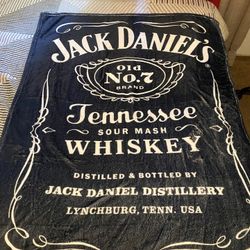 JACK DANIEL'S
Old
No.7
BRAND
Tennessee
SOUR MASH
WHISKEY
DISTILLED & BOTTLED BY
JACK DANIEL DISTILLERY
LYNCHBURG, TENN. USA